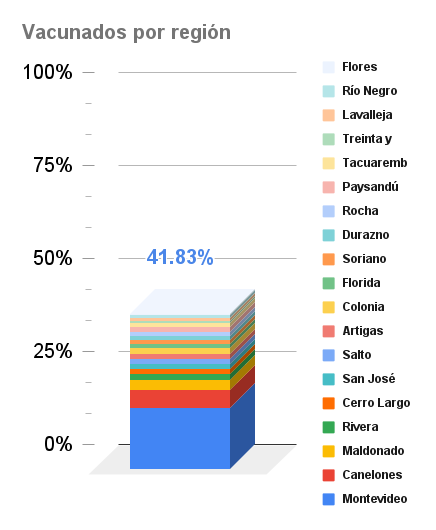 Vacunados por región
100%
75%
50%
25%
0%
41.83%
Flores
Río Negro
Lavalleja
Treinta y
Tacuaremb
Paysandú
Rocha
Durazno
Soriano
Florida
Colonia
Artigas
Salto
San José
Cerro Largo
Rivera
Maldonado
Canelones
Montevideo